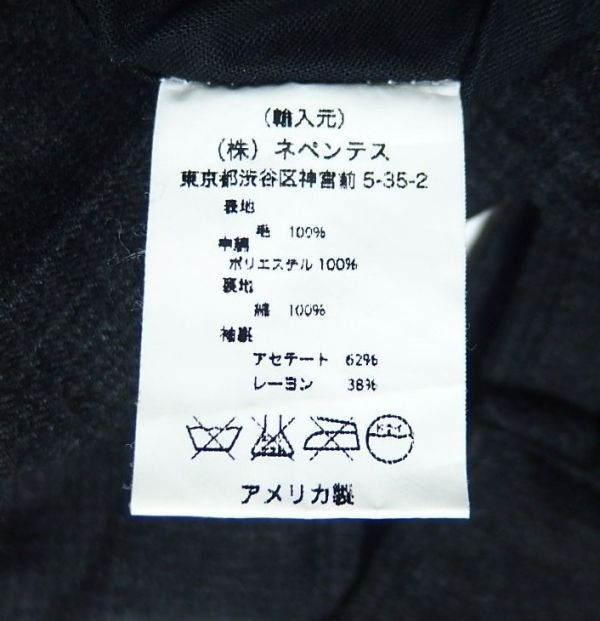 (輸入元)
(株) ネペンテス
東京都渋谷区神宮前 5-35-2
表地
毛 100%
中綿
ポリエステル 100%
裏地
綿 100%
袖裏
アセテート 62%
レーヨン 38%
アメリカ製